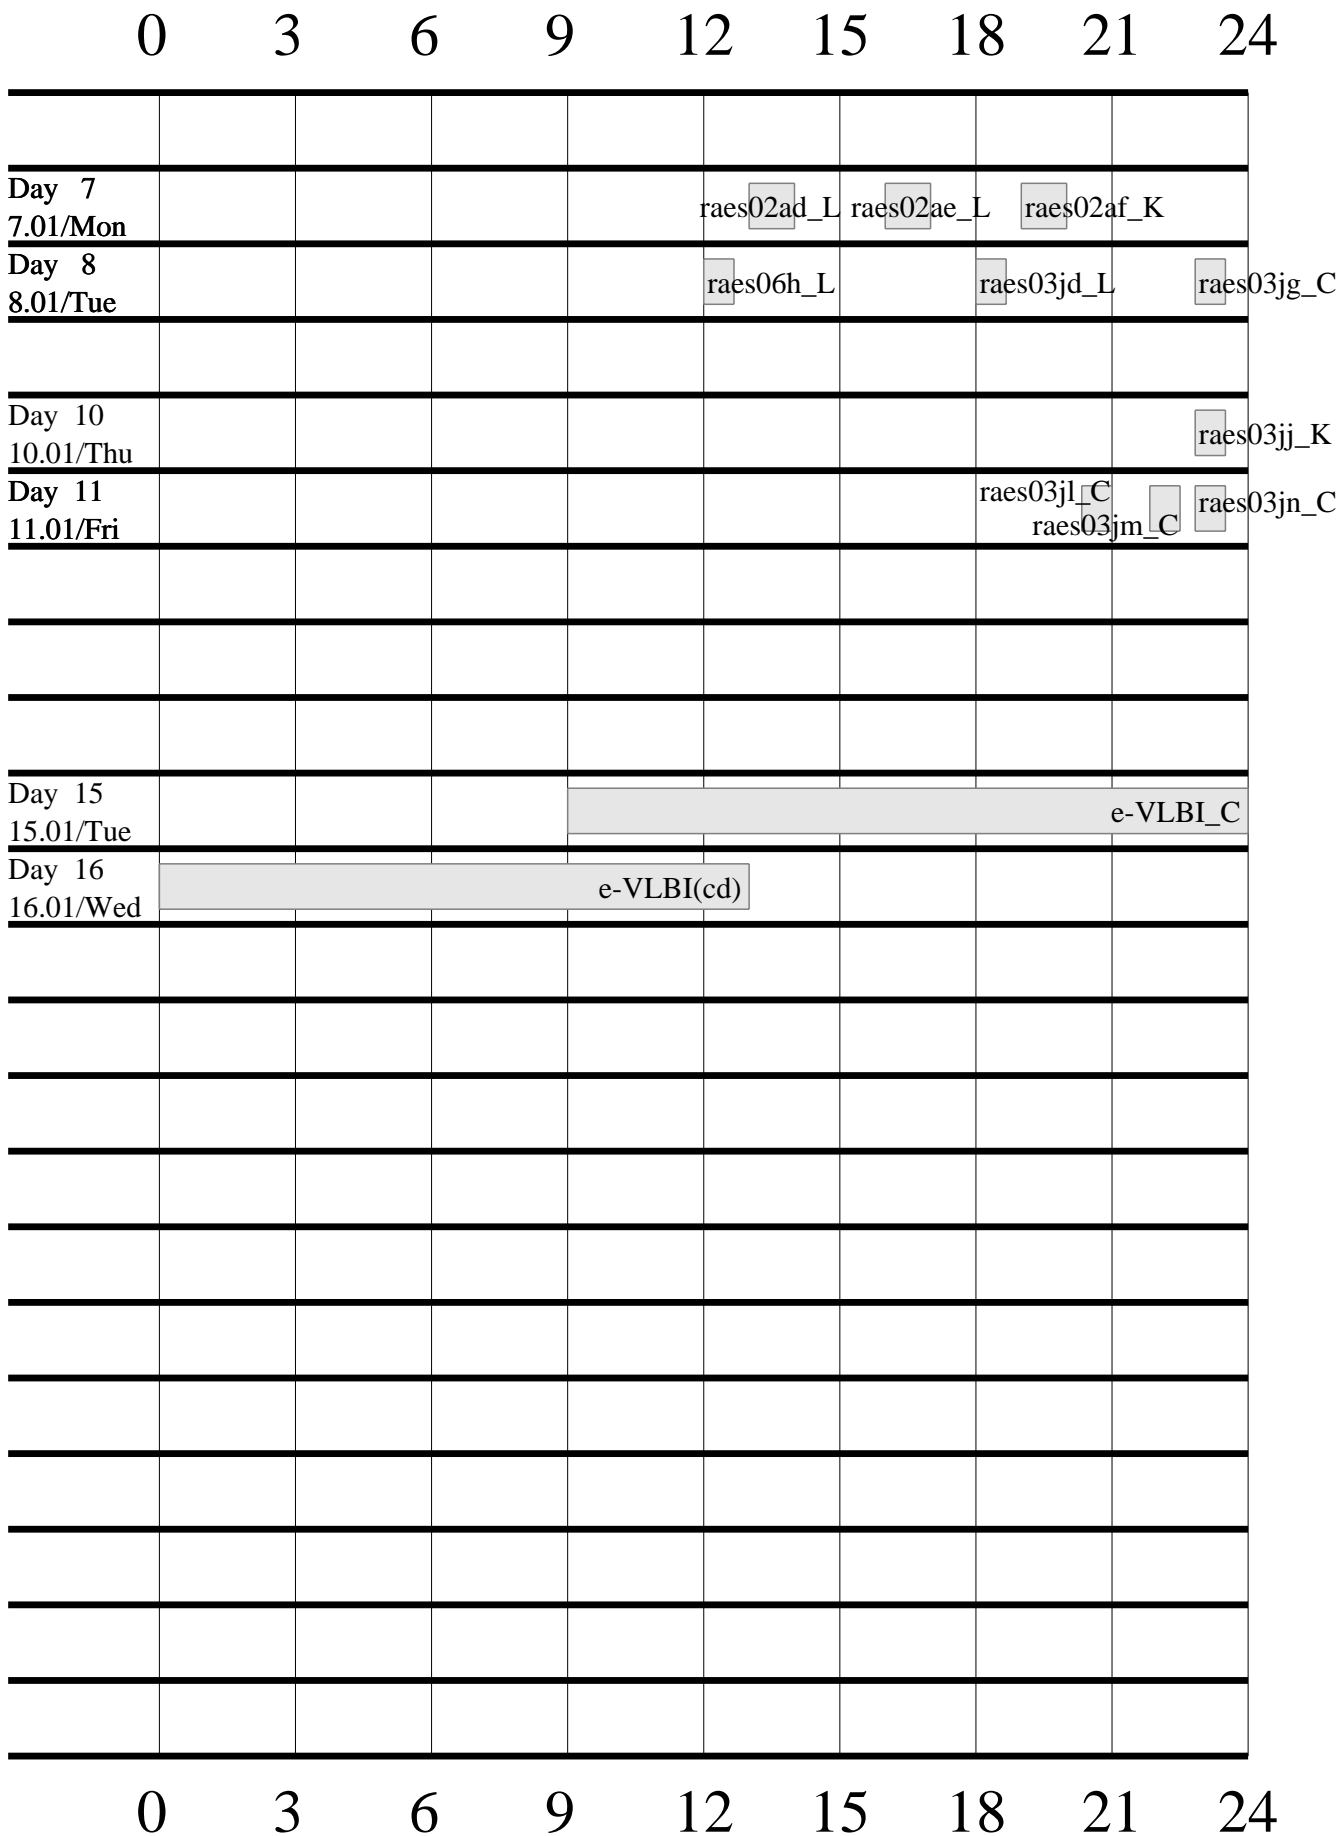 0 3 6 9 12 15 18 21 24
Day 7
7.01/Mon
raes02ad_L raes02ae_L raes02af_K
Day 8
8.01/Tue
raes06h_L raes03jd_L raes03jg_C
Day 10
10.01/Thu
raes03jj_K
Day 11
11.01/Fri
raes03jl_C
raes03jm_C
raes03jn_C
Day 15
15.01/Tue
e-VLBI_C
Day 16
16.01/Wed
e-VLBI(cd)
0 3 6 9 12 15 18 21 24